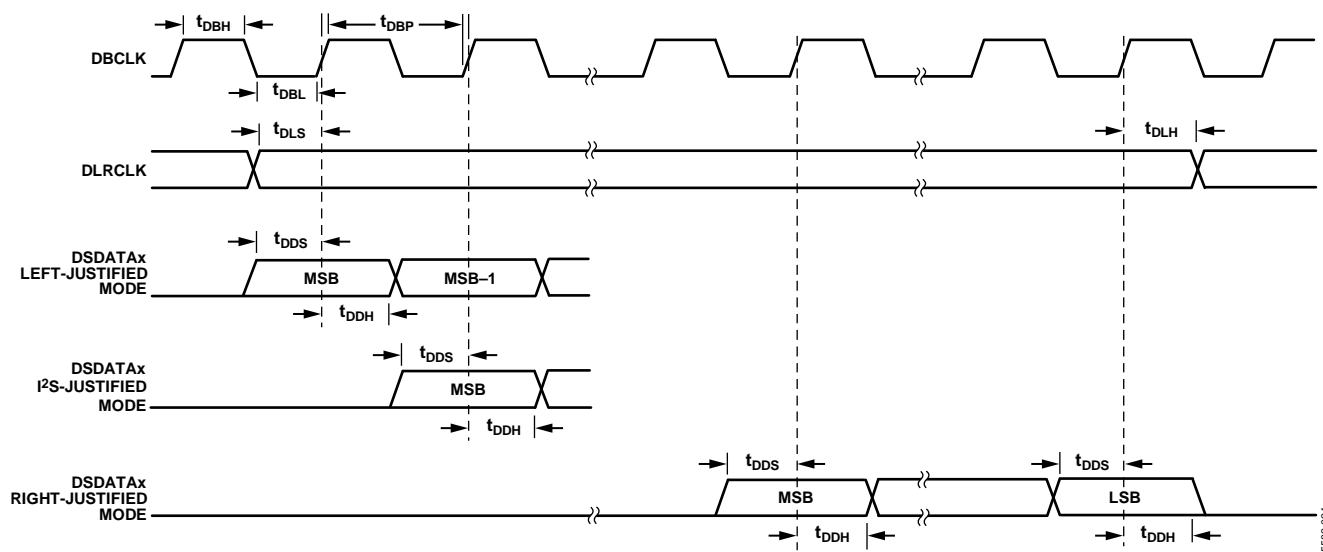 tDBH
tDBP
DBCLK
tDBL
tDLS
tDLH
DLRCLK
tDDS
DSDATAx
LEFT-JUSTIFIED
MODE
MSB
MSB–1
tDDH
tDDS
DSDATAx
I2S-JUSTIFIED
MODE
MSB
tDDH
tDDS
tDDS
DSDATAx
RIGHT-JUSTIFIED
MODE
MSB
LSB
tDDH
tDDH